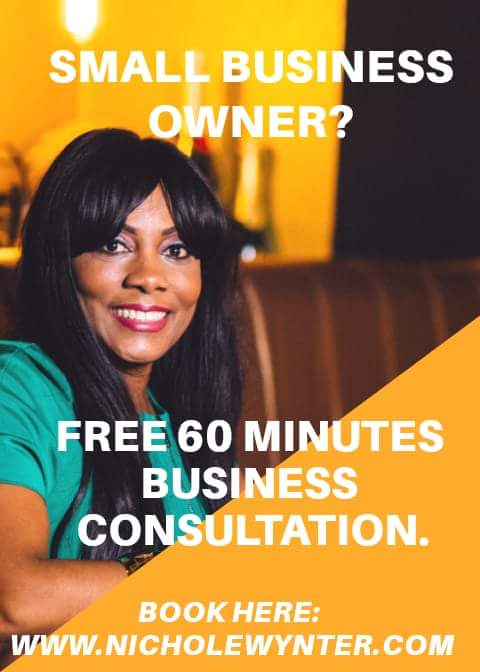 SMALL BUSINESS
OWNER?
FREE 60 MINUTES
BUSINESS
CONSULTATION.
BOOK HERE:
WWW.NICHOLEWYNTER.COM